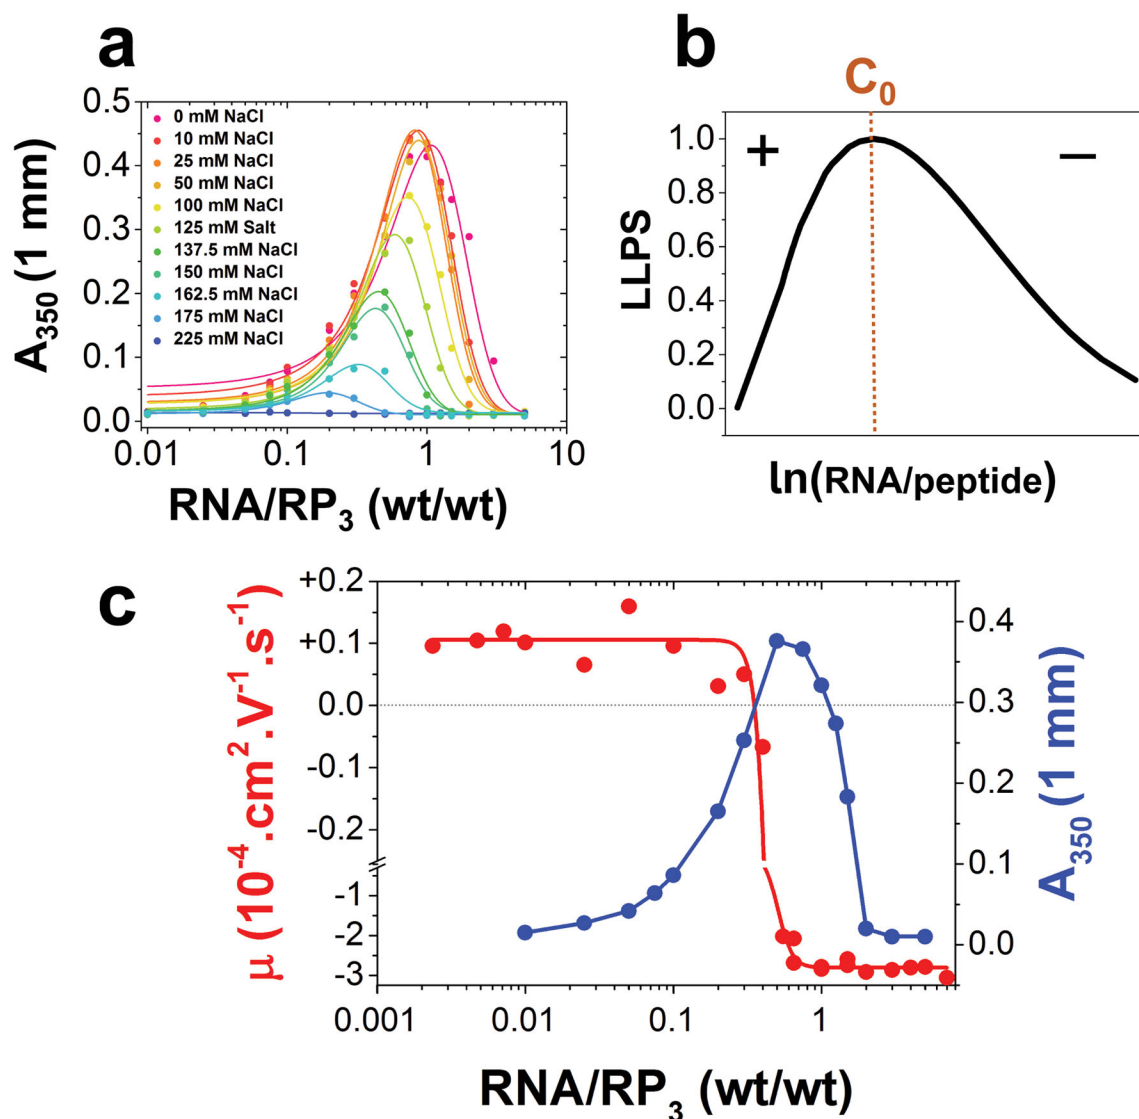 a
0.5
0.4
0.3
0.2
0.1
0.0
A350 (1 mm)
0 mM NaCl
10 mM NaCl
25 mM NaCl
50 mM NaCl
100 mM NaCl
125 mM Salt
137.5 mM NaCl
150 mM NaCl
162.5 mM NaCl
175 mM NaCl
225 mM NaCl
0.01 0.1 1 10
RNA/RP3 (wt/wt)
b
C0
+ −
1.0
0.8
0.6
0.4
0.2
0.0
LLPS
ln(RNA/peptide)
c
+0.2
+0.1
0.0
-0.1
-0.2
-1
-2
-3
μ (10-4.cm2.V-1.s-1)
0.4
0.3
0.2
0.1
0.0
A350 (1 mm)
0.001 0.01 0.1 1
RNA/RP3 (wt/wt)